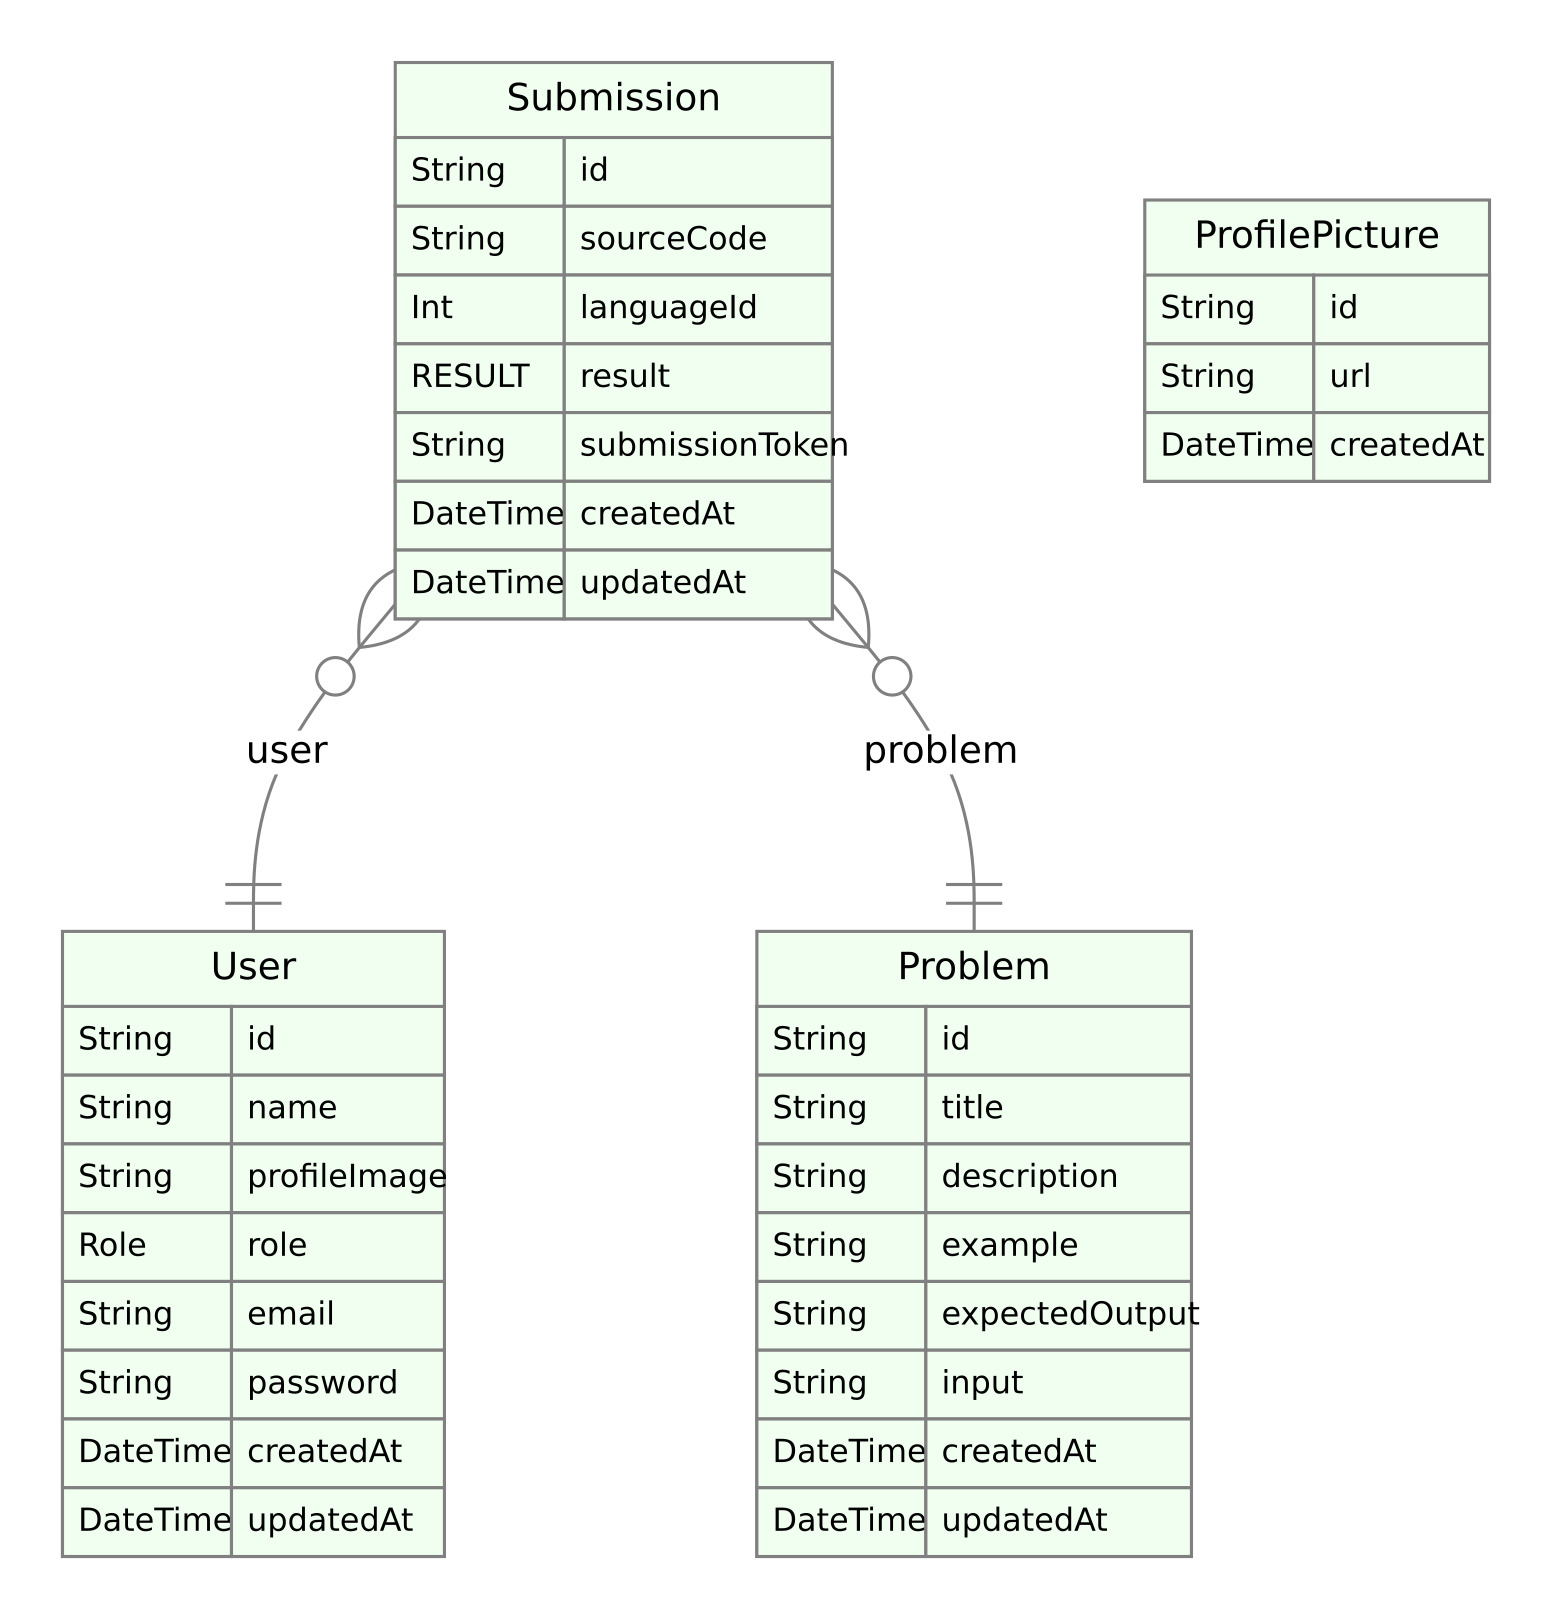 Submission
String id
String sourceCode
Int languageId
RESULT result
String submissionToken
DateTime createdAt
DateTime updatedAt
ProfilePicture
String id
String url
DateTime createdAt
user
problem
User
String id
String name
String profileImage
Role role
String email
String password
DateTime createdAt
DateTime updatedAt
Problem
String id
String title
String description
String example
String expectedOutput
String input
DateTime createdAt
DateTime updatedAt